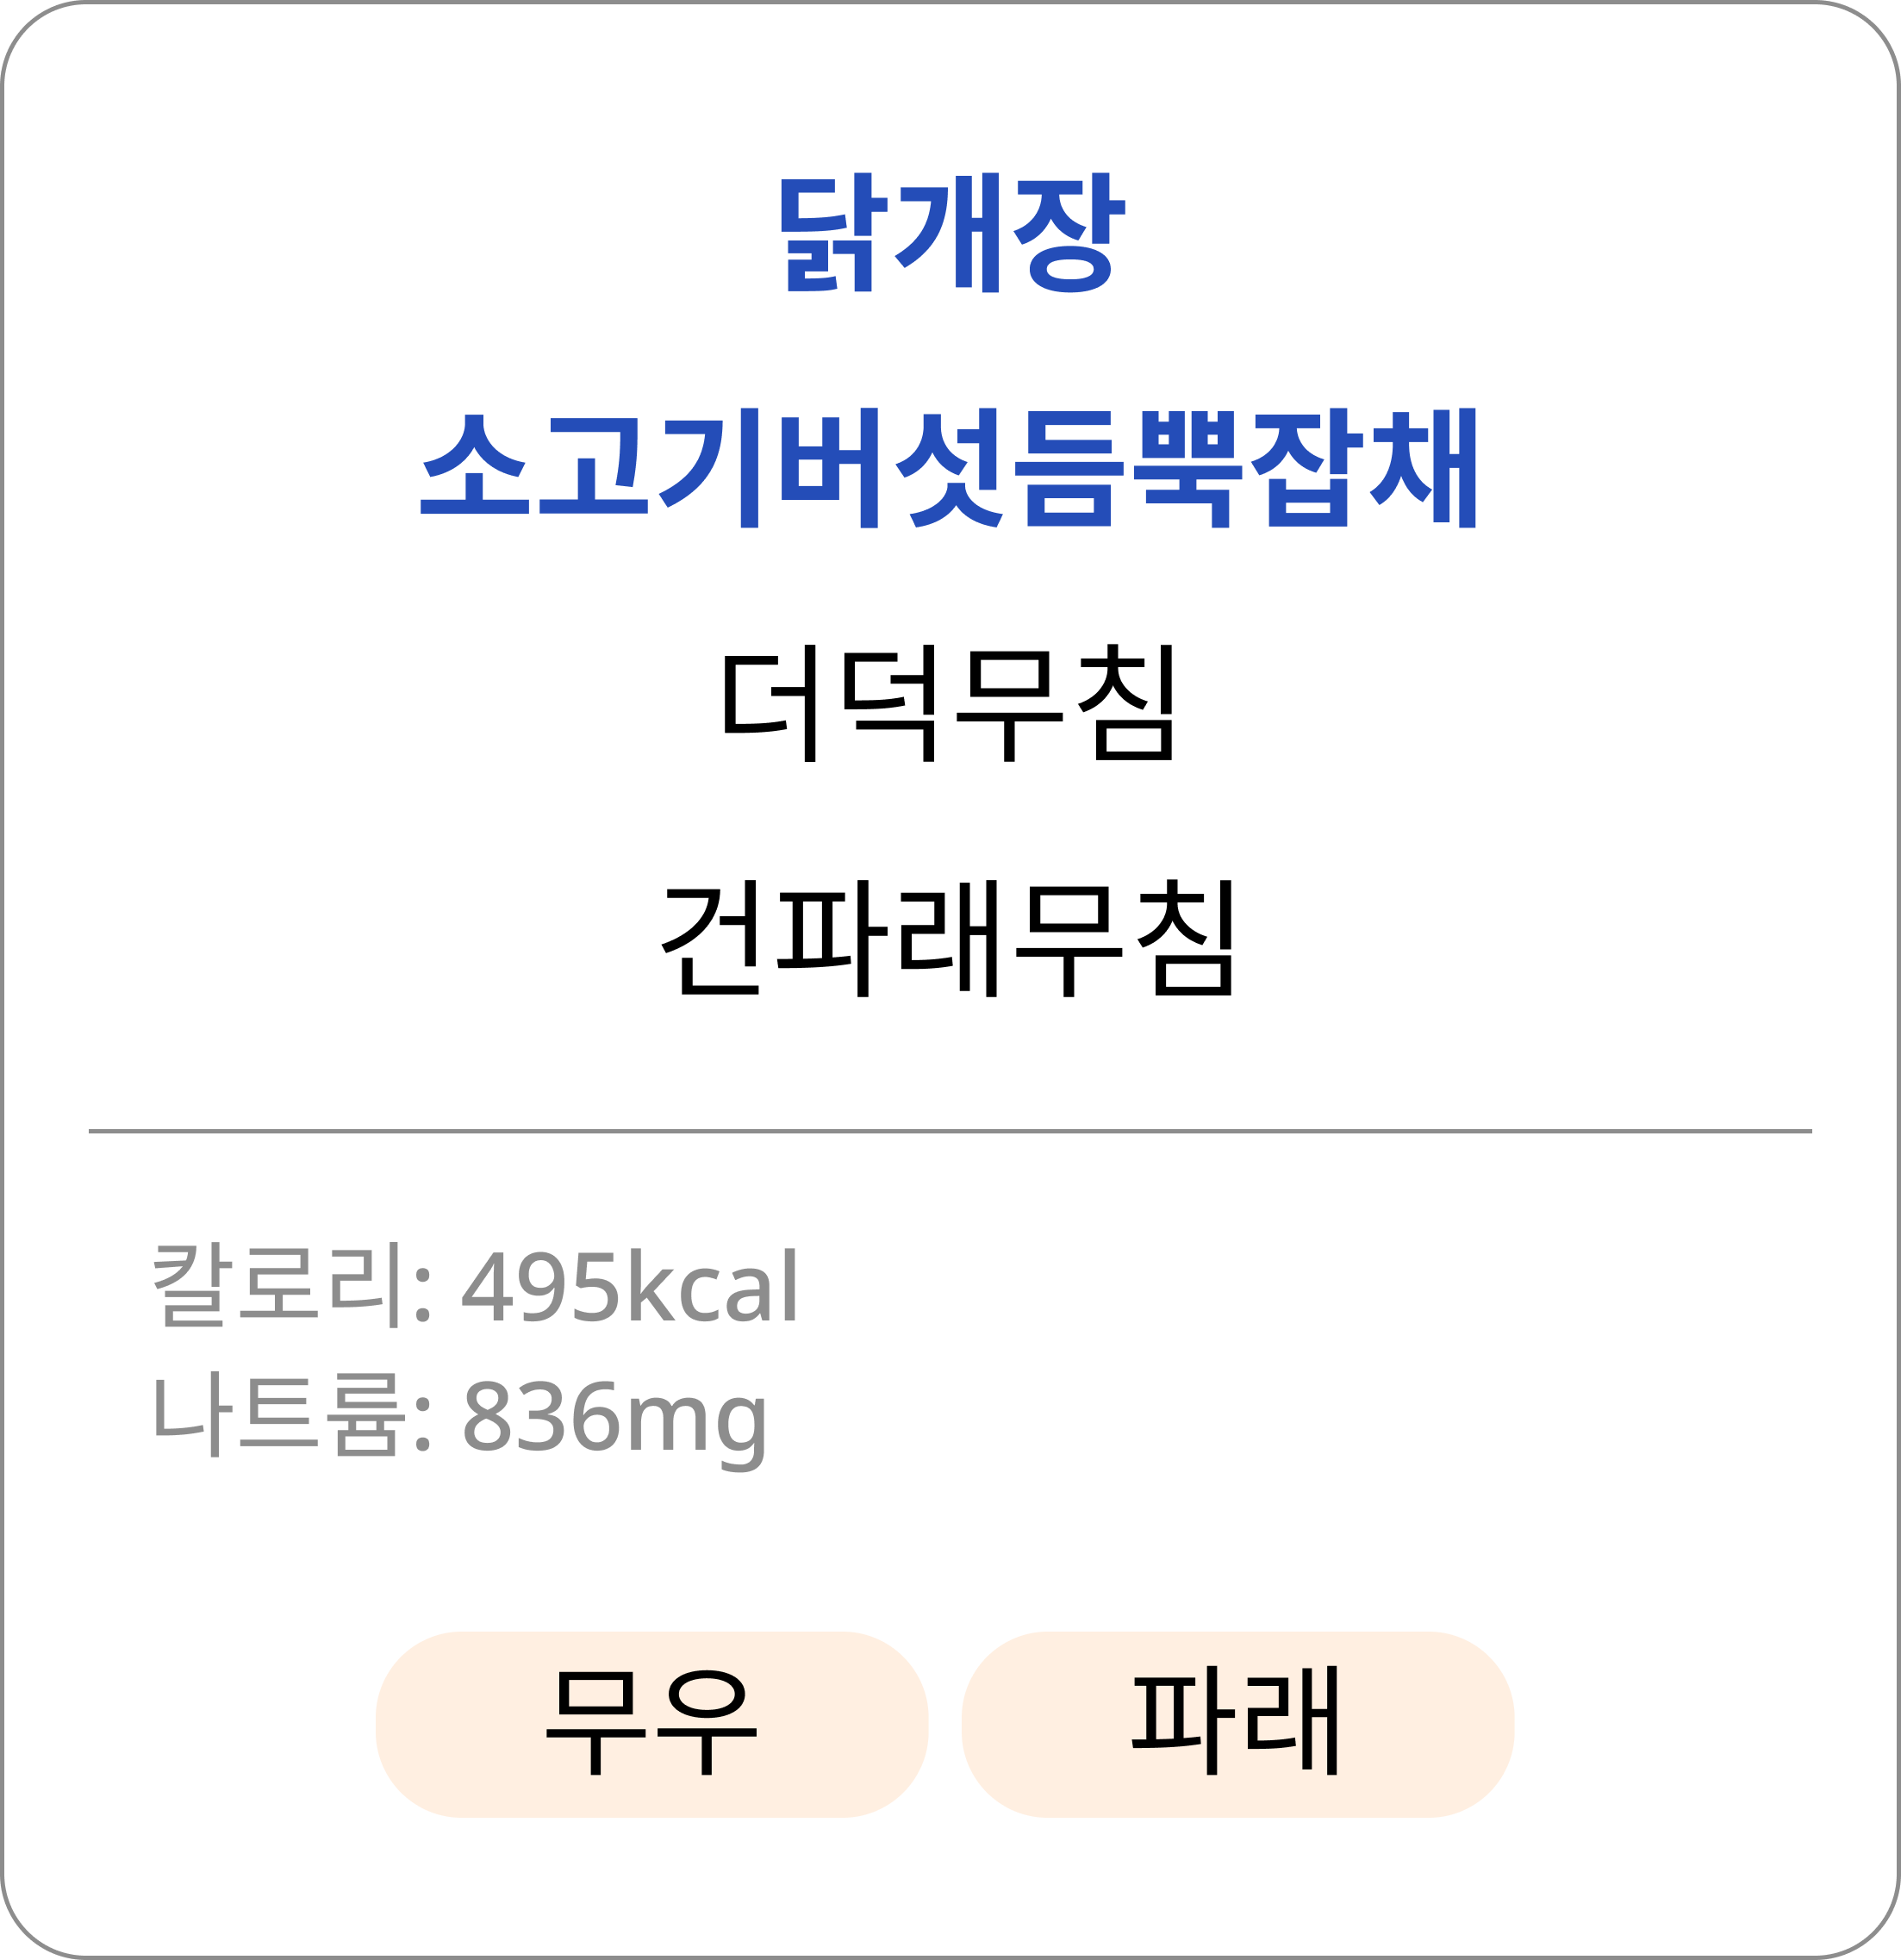 닭개장
소고기버섯들뿍잡채
더덕무침
건파래무침
칼로리: 495kcal
나트륨: 836mg
무우
파래